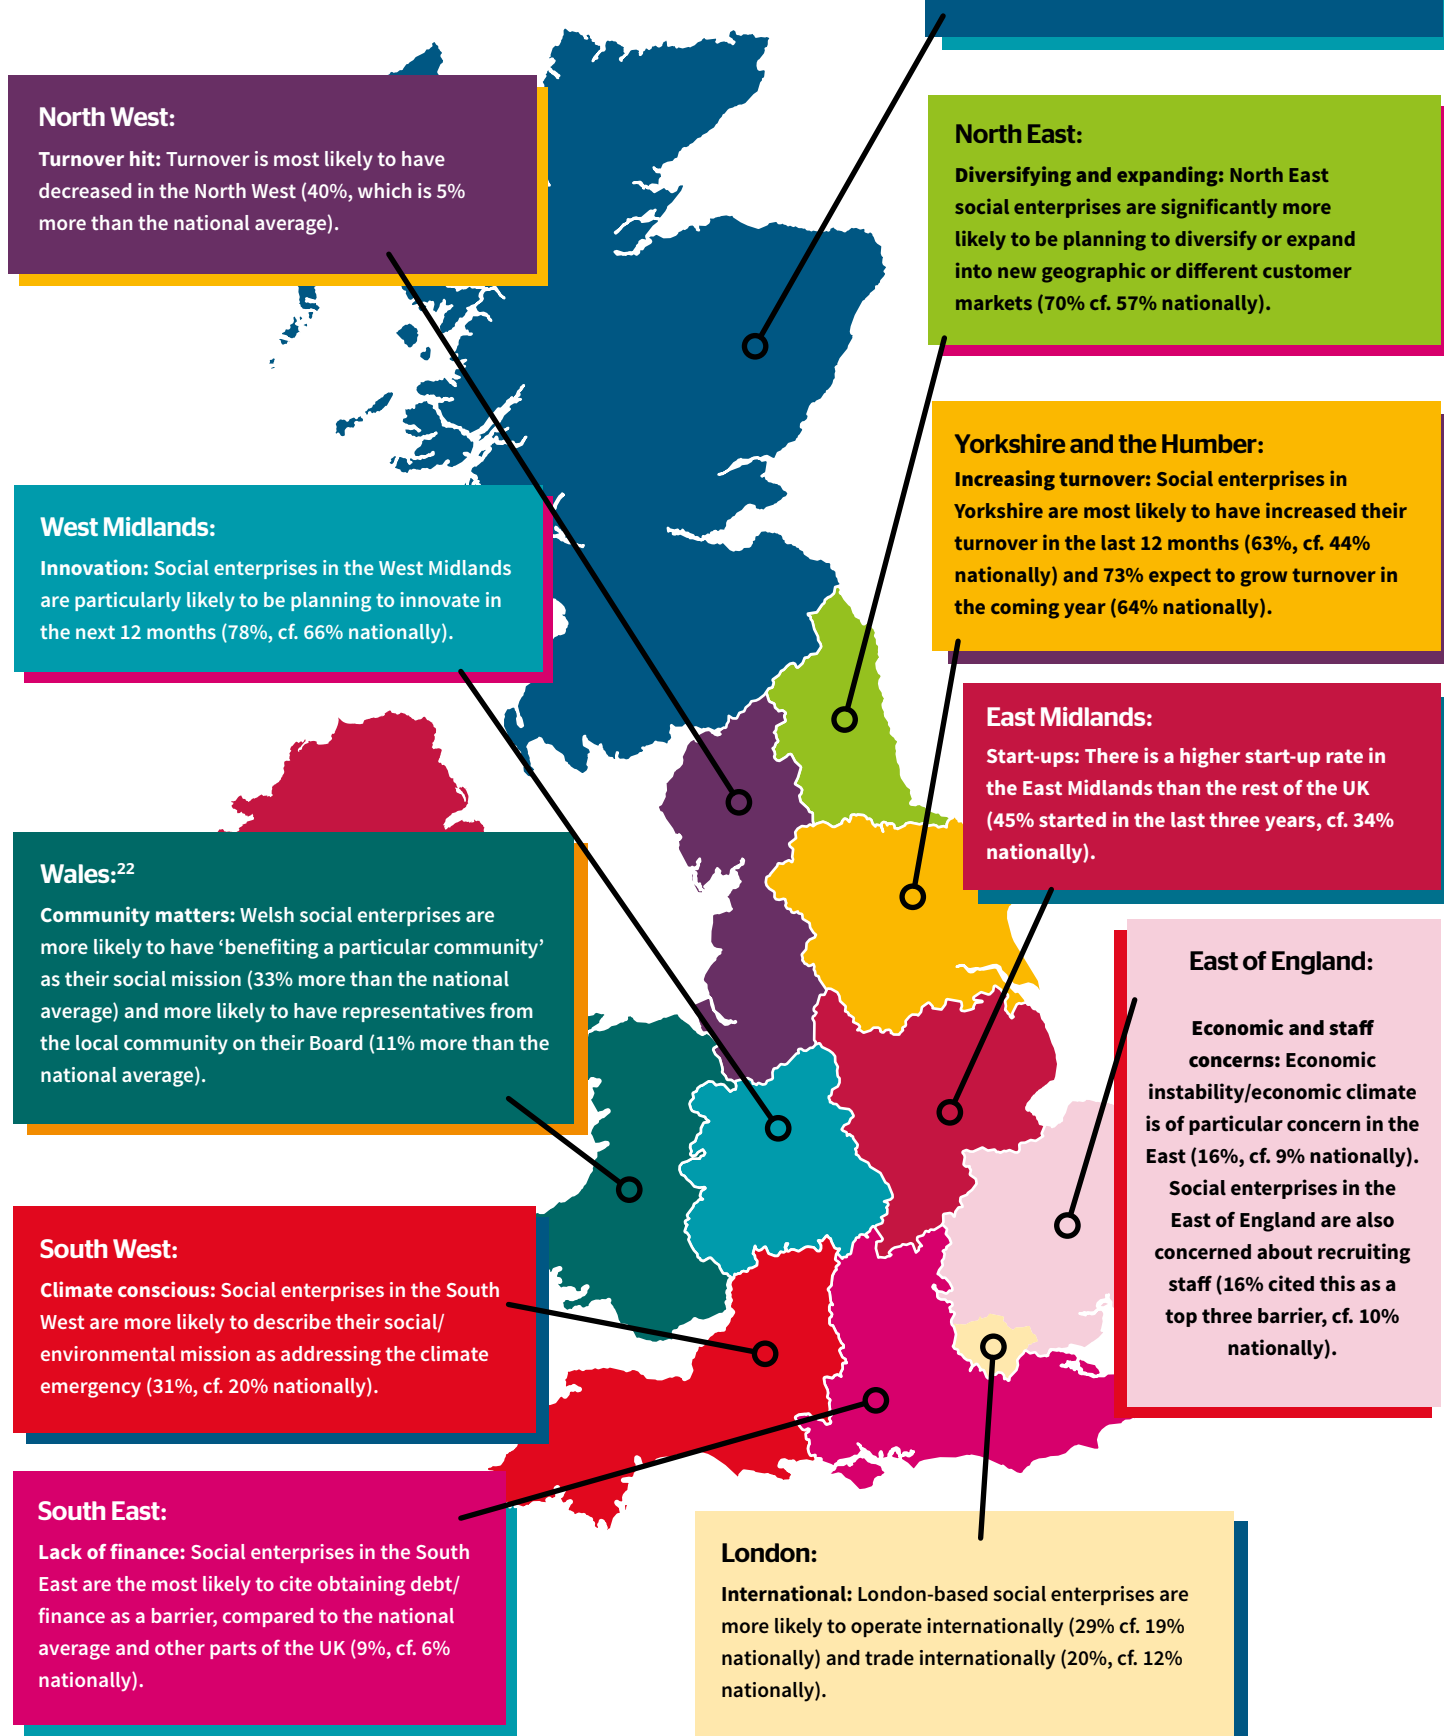 North West:
Turnover hit: Turnover is most likely to have
decreased in the North West (40%, which is 5%
more than the national average).
North East:
Diversifying and expanding: North East
social enterprises are significantly more
likely to be planning to diversify or expand
into new geographic or different customer
markets (70% cf. 57% nationally).
Yorkshire and the Humber:
Increasing turnover: Social enterprises in
Yorkshire are most likely to have increased their
turnover in the last 12 months (63%, cf. 44%
nationally) and 73% expect to grow turnover in
the coming year (64% nationally).
West Midlands:
Innovation: Social enterprises in the West Midlands
are particularly likely to be planning to innovate in
the next 12 months (78%, cf. 66% nationally).
East Midlands:
Start-ups: There is a higher start-up rate in
the East Midlands than the rest of the UK
(45% started in the last three years, cf. 34%
nationally).
Wales:22
Community matters: Welsh social enterprises are
more likely to have ‘benefiting a particular community’
as their social mission (33% more than the national
average) and more likely to have representatives from
the local community on their Board (11% more than the
national average).
East of England:
Economic and staff
concerns: Economic
instability/economic climate
is of particular concern in the
East (16%, cf. 9% nationally).
Social enterprises in the
East of England are also
concerned about recruiting
staff (16% cited this as a
top three barrier, cf. 10%
nationally).
South West:
Climate conscious: Social enterprises in the South
West are more likely to describe their social/
environmental mission as addressing the climate
emergency (31%, cf. 20% nationally).
South East:
Lack of finance: Social enterprises in the South
East are the most likely to cite obtaining debt/
finance as a barrier, compared to the national
average and other parts of the UK (9%, cf. 6%
nationally).
London:
International: London-based social enterprises are
more likely to operate internationally (29% cf. 19%
nationally) and trade internationally (20%, cf. 12%
nationally).